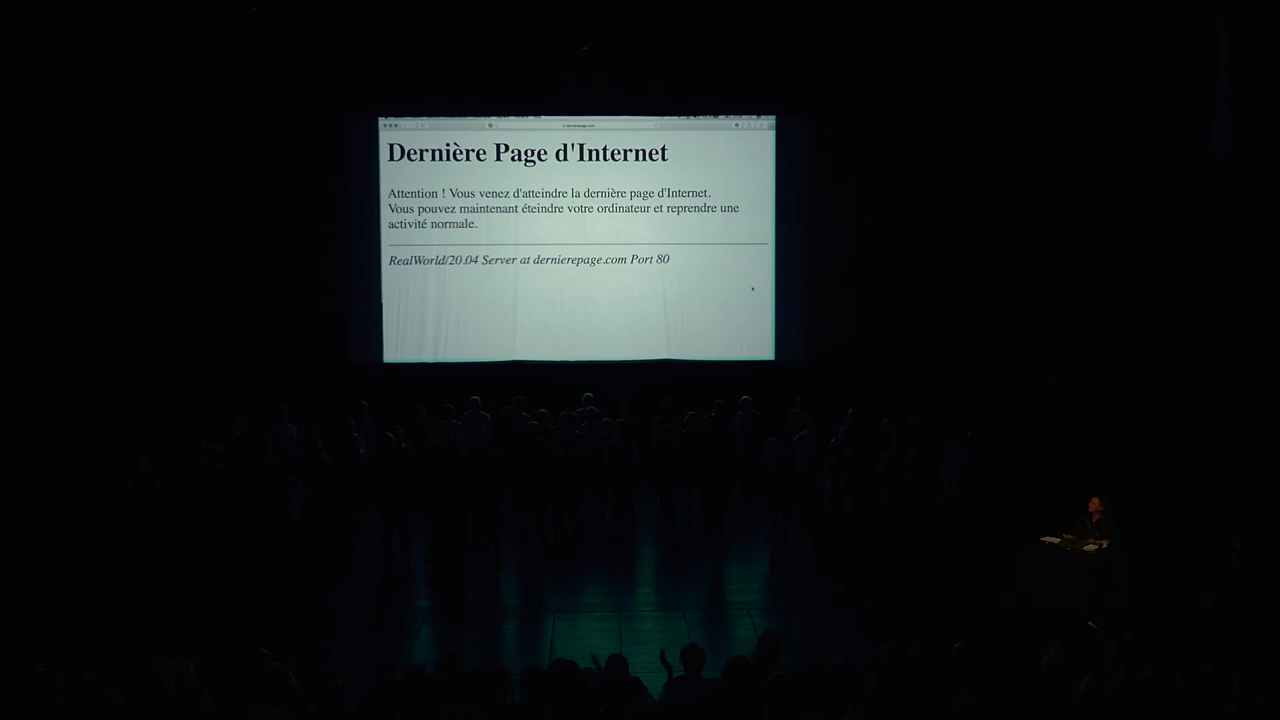 Dernière Page d'Internet
Attention ! Vous venez d'atteindre la dernière page d'Internet.
Vous pouvez maintenant éteindre votre ordinateur et reprendre une
activité normale.
RealWorld/20.04 Server at dernierepage.com Port 80